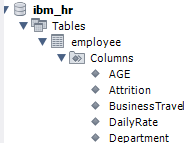 ibm_hr
Tables
employee
Columns
AGE
Attrition
BusinessTravel
DailyRate
Department